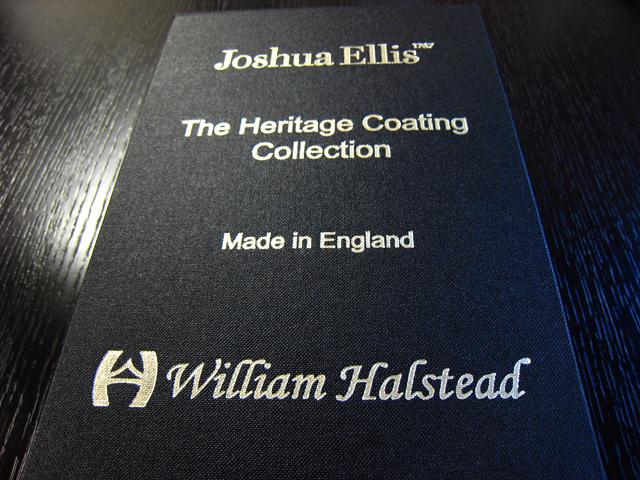 Joshua Ellis 1767
The Heritage Coating
Collection
Made in England
William Halstead